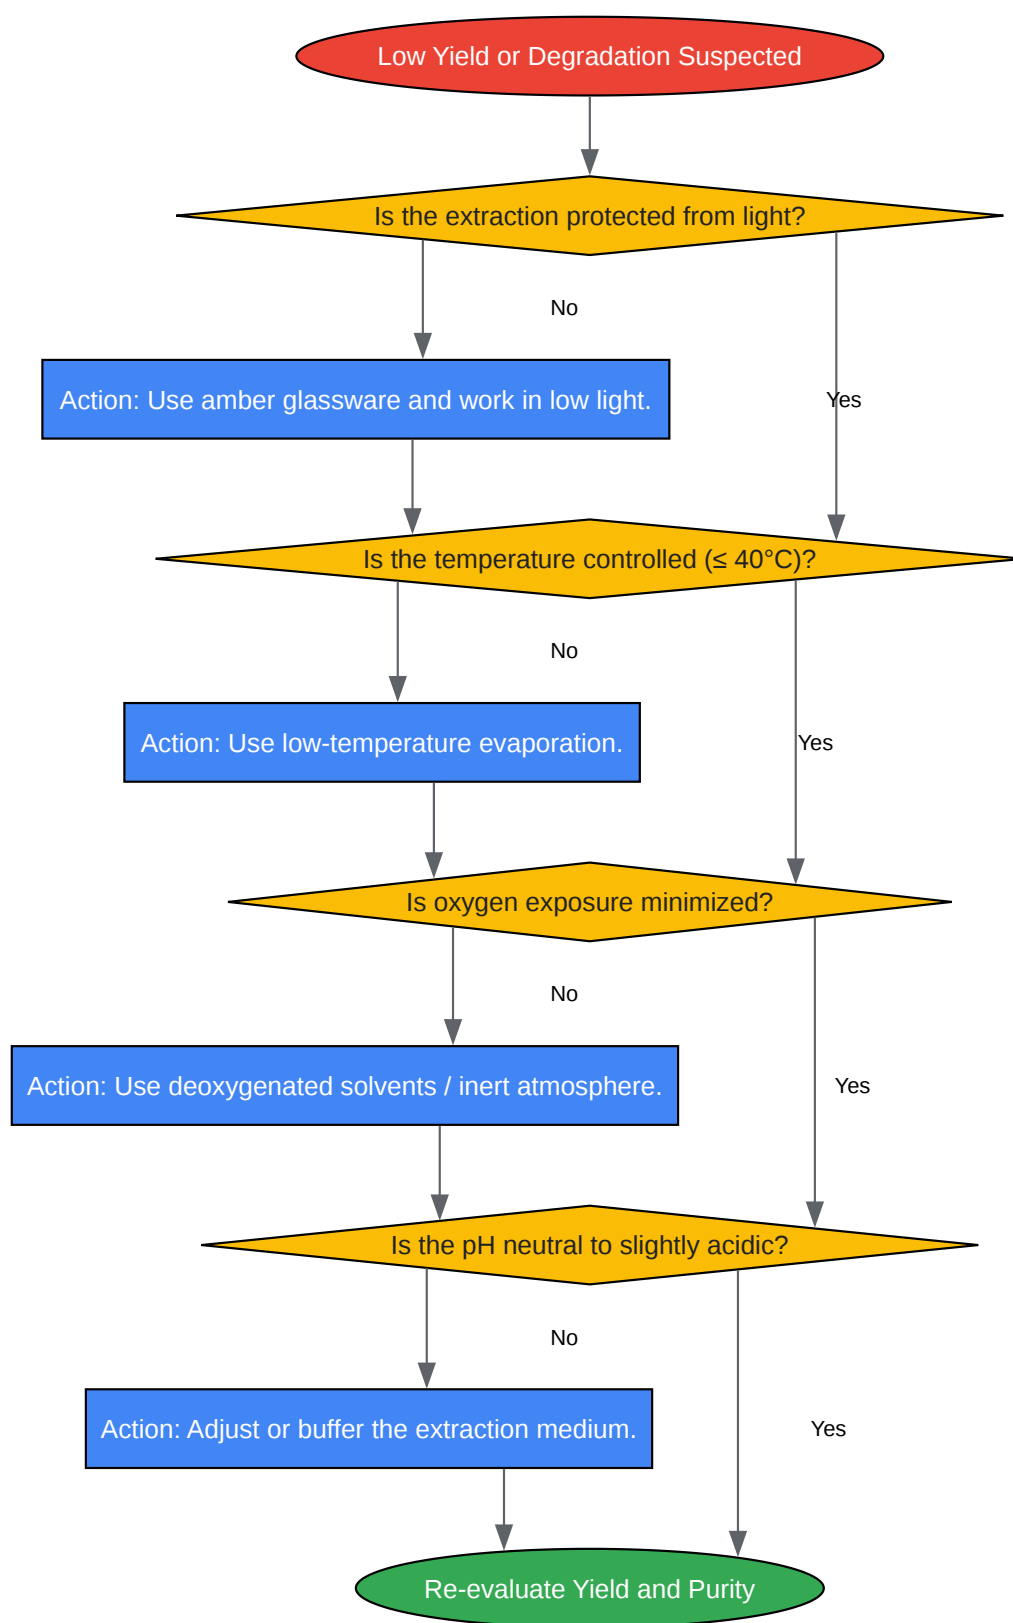 Low Yield or Degradation Suspected
Is the extraction protected from light?
No
Action: Use amber glassware and work in low light.
Yes
Is the temperature controlled (≤ 40°C)?
No
Action: Use low-temperature evaporation.
Yes
Is oxygen exposure minimized?
No
Action: Use deoxygenated solvents / inert atmosphere.
Yes
Is the pH neutral to slightly acidic?
No
Action: Adjust or buffer the extraction medium.
Yes
Re-evaluate Yield and Purity